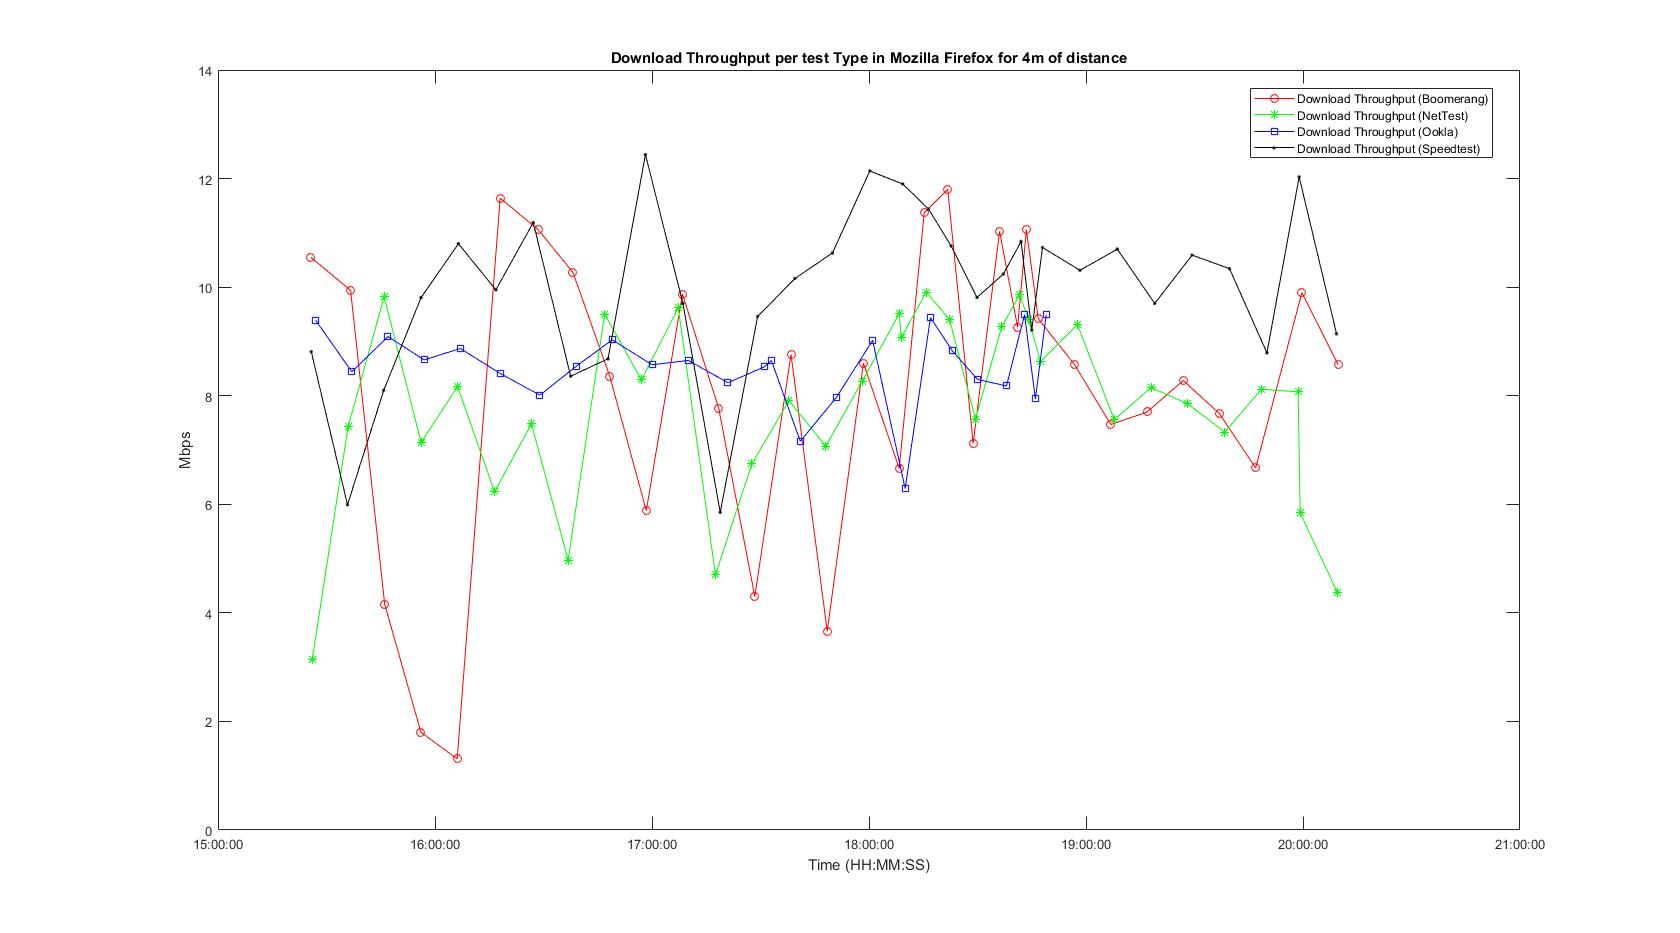 Download Throughput per test Type in Mozilla Firefox for 4m of distance
14
12
10
8
6
4
2
0
Mbps
Download Throughput (Boomerang)
Download Throughput (NetTest)
Download Throughput (Ookla)
Download Throughput (Speedtest)
15:00:00 16:00:00 17:00:00 18:00:00 19:00:00 20:00:00 21:00:00
Time (HH:MM:SS)